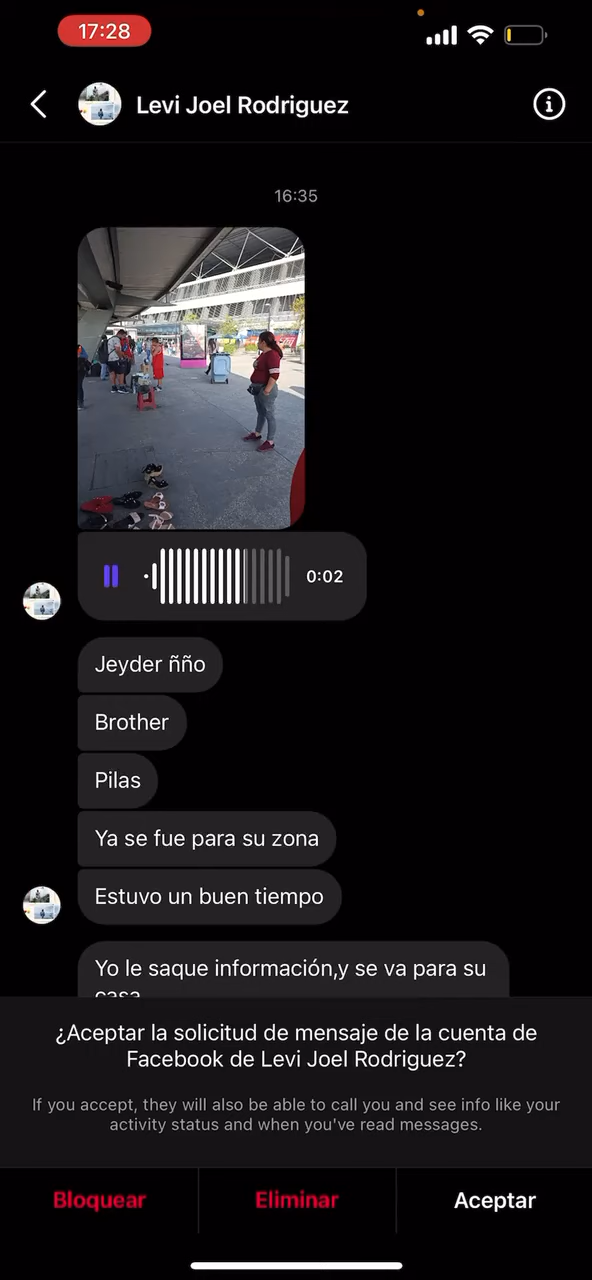 17:28
Levi Joel Rodriguez
16:35
0:02
Jeyder ñño
Brother
Pilas
Ya se fue para su zona
Estuvo un buen tiempo
Yo le saque información,y se va para su
casa
¿Aceptar la solicitud de mensaje de la cuenta de
Facebook de Levi Joel Rodriguez?
If you accept, they will also be able to call you and see info like your
activity status and when you've read messages.
Bloquear
Eliminar
Aceptar